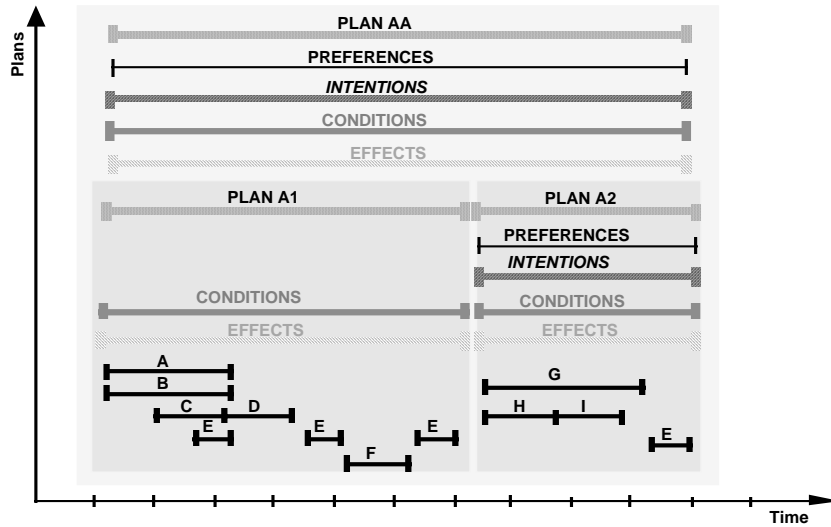 Plans
PLAN AA
PREFERENCES
INTENTIONS
CONDITIONS
EFFECTS
PLAN A1
CONDITIONS
EFFECTS
A
B
C D
E E E
F
PLAN A2
PREFERENCES
INTENTIONS
CONDITIONS
EFFECTS
G
H I
E
Time